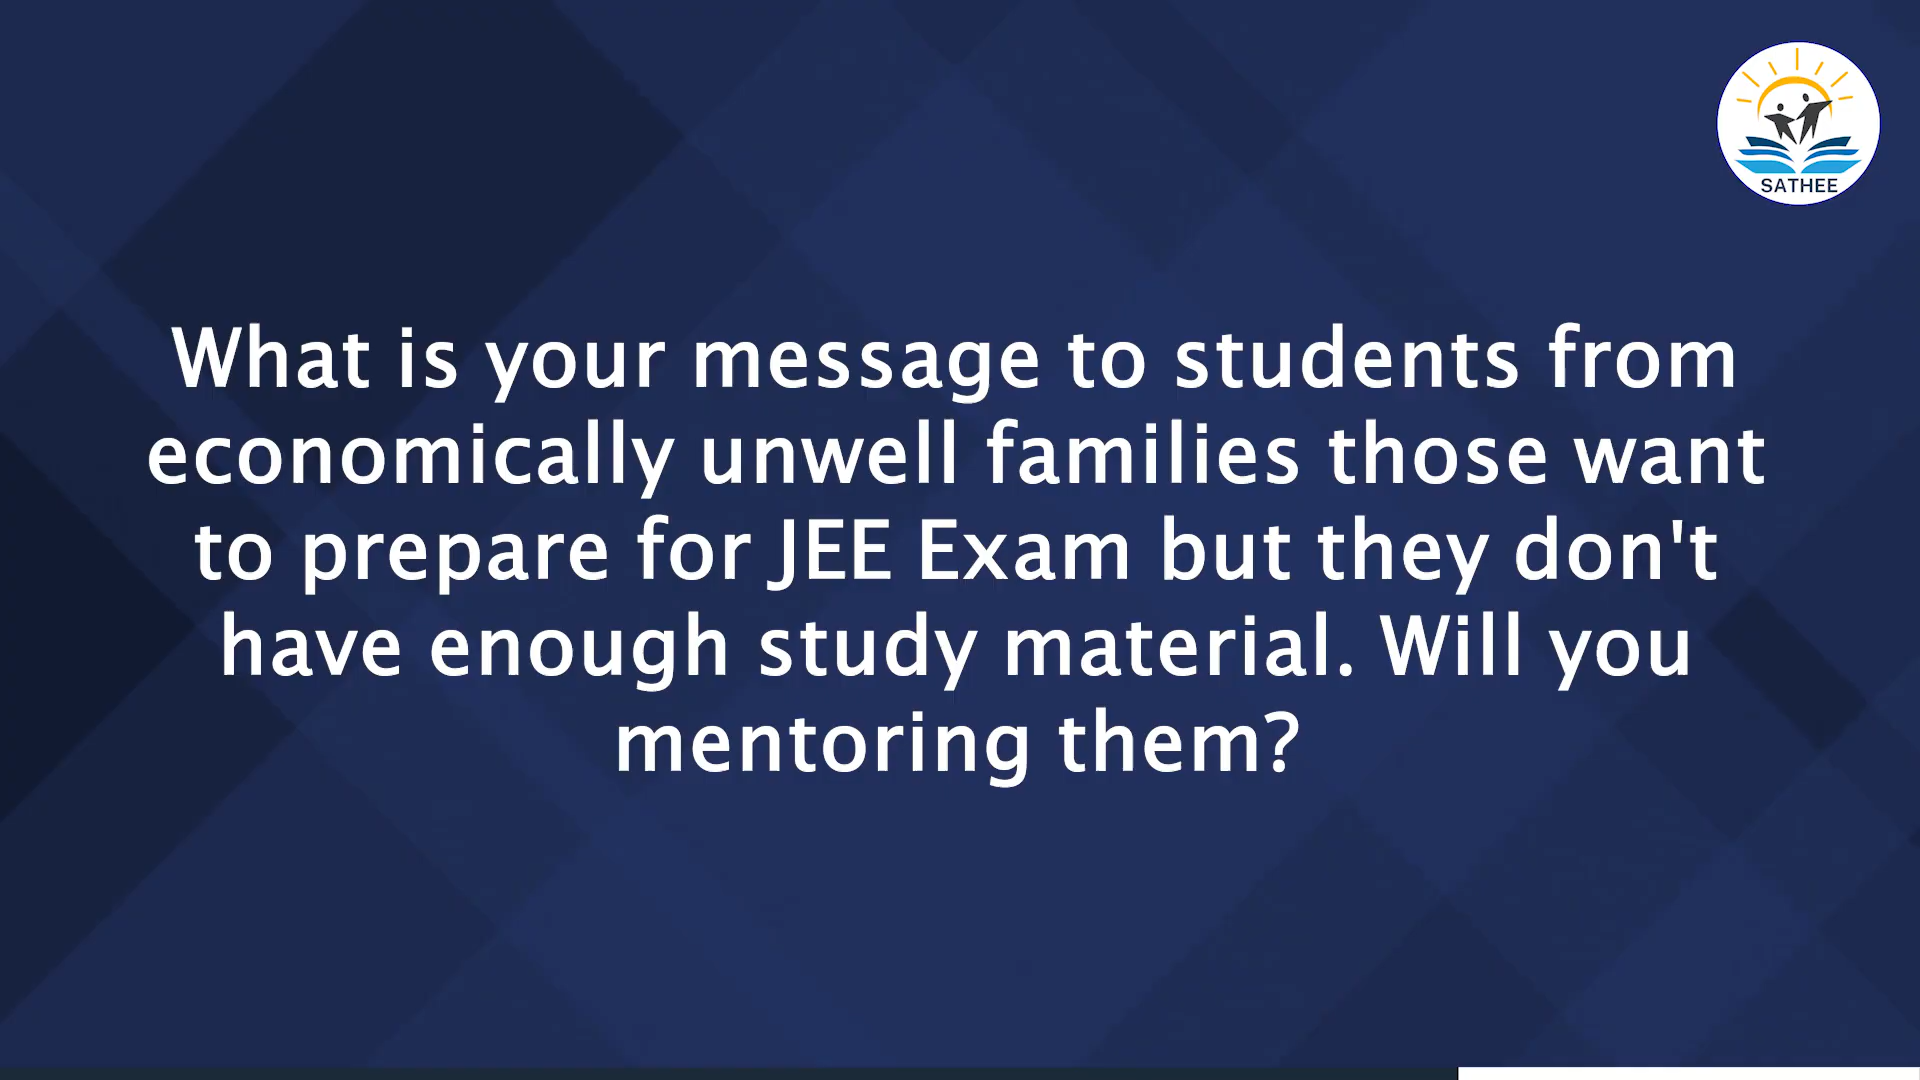 SATHEE
What is your message to students from
economically unwell families those want
to prepare for JEE Exam but they don't
have enough study material. Will you
mentoring them?